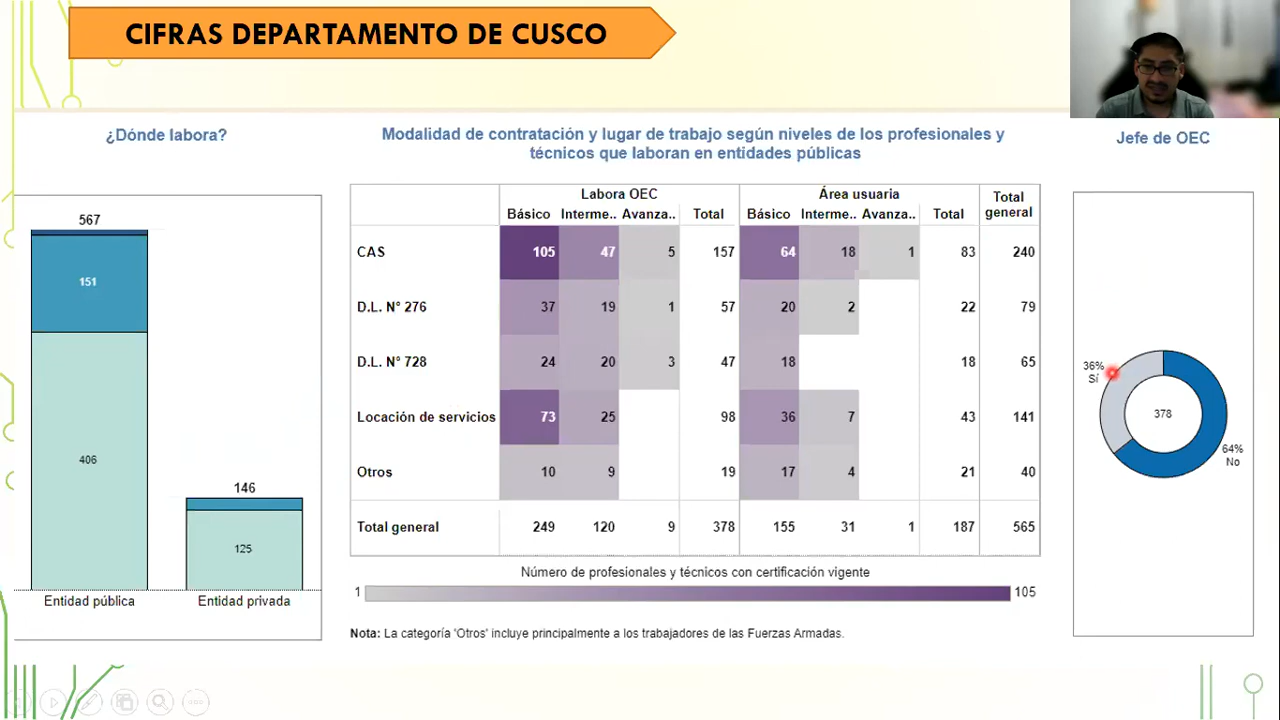 CIFRAS DEPARTAMENTO DE CUSCO
¿Dónde labora?
567
151
406
146
125
Entidad pública
Entidad privada
Modalidad de contratación y lugar de trabajo según niveles de los profesionales y
técnicos que laboran en entidades públicas
Labora OEC Área usuaria Total general
Básico Interme.. Avanza.. Total Básico Interme.. Avanza.. Total
CAS 105 47 5 157 64 18 1 83 240
D.L. N° 276 37 19 1 57 20 2 22 79
D.L. N° 728 24 20 3 47 18 18 65
Locación de servicios 73 25 98 36 7 43 141
Otros 10 9 19 17 4 21 40
Total general 249 120 9 378 155 31 1 187 565
Número de profesionales y técnicos con certificación vigente
1 105
Nota: La categoría 'Otros' incluye principalmente a los trabajadores de las Fuerzas Armadas.
Jefe de OEC
36%
Sí
378
64%
No